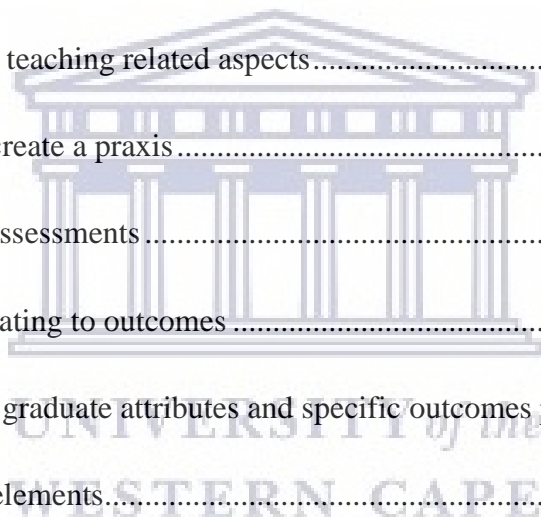 teaching related aspects.......................................
create a praxis.................................................................
ssessments.......................................................................
ating to outcomes.......................................................
graduate attributes and specific outcomes
UNIVERSITY of the
elements...........................................................................
WESTERN CAPE